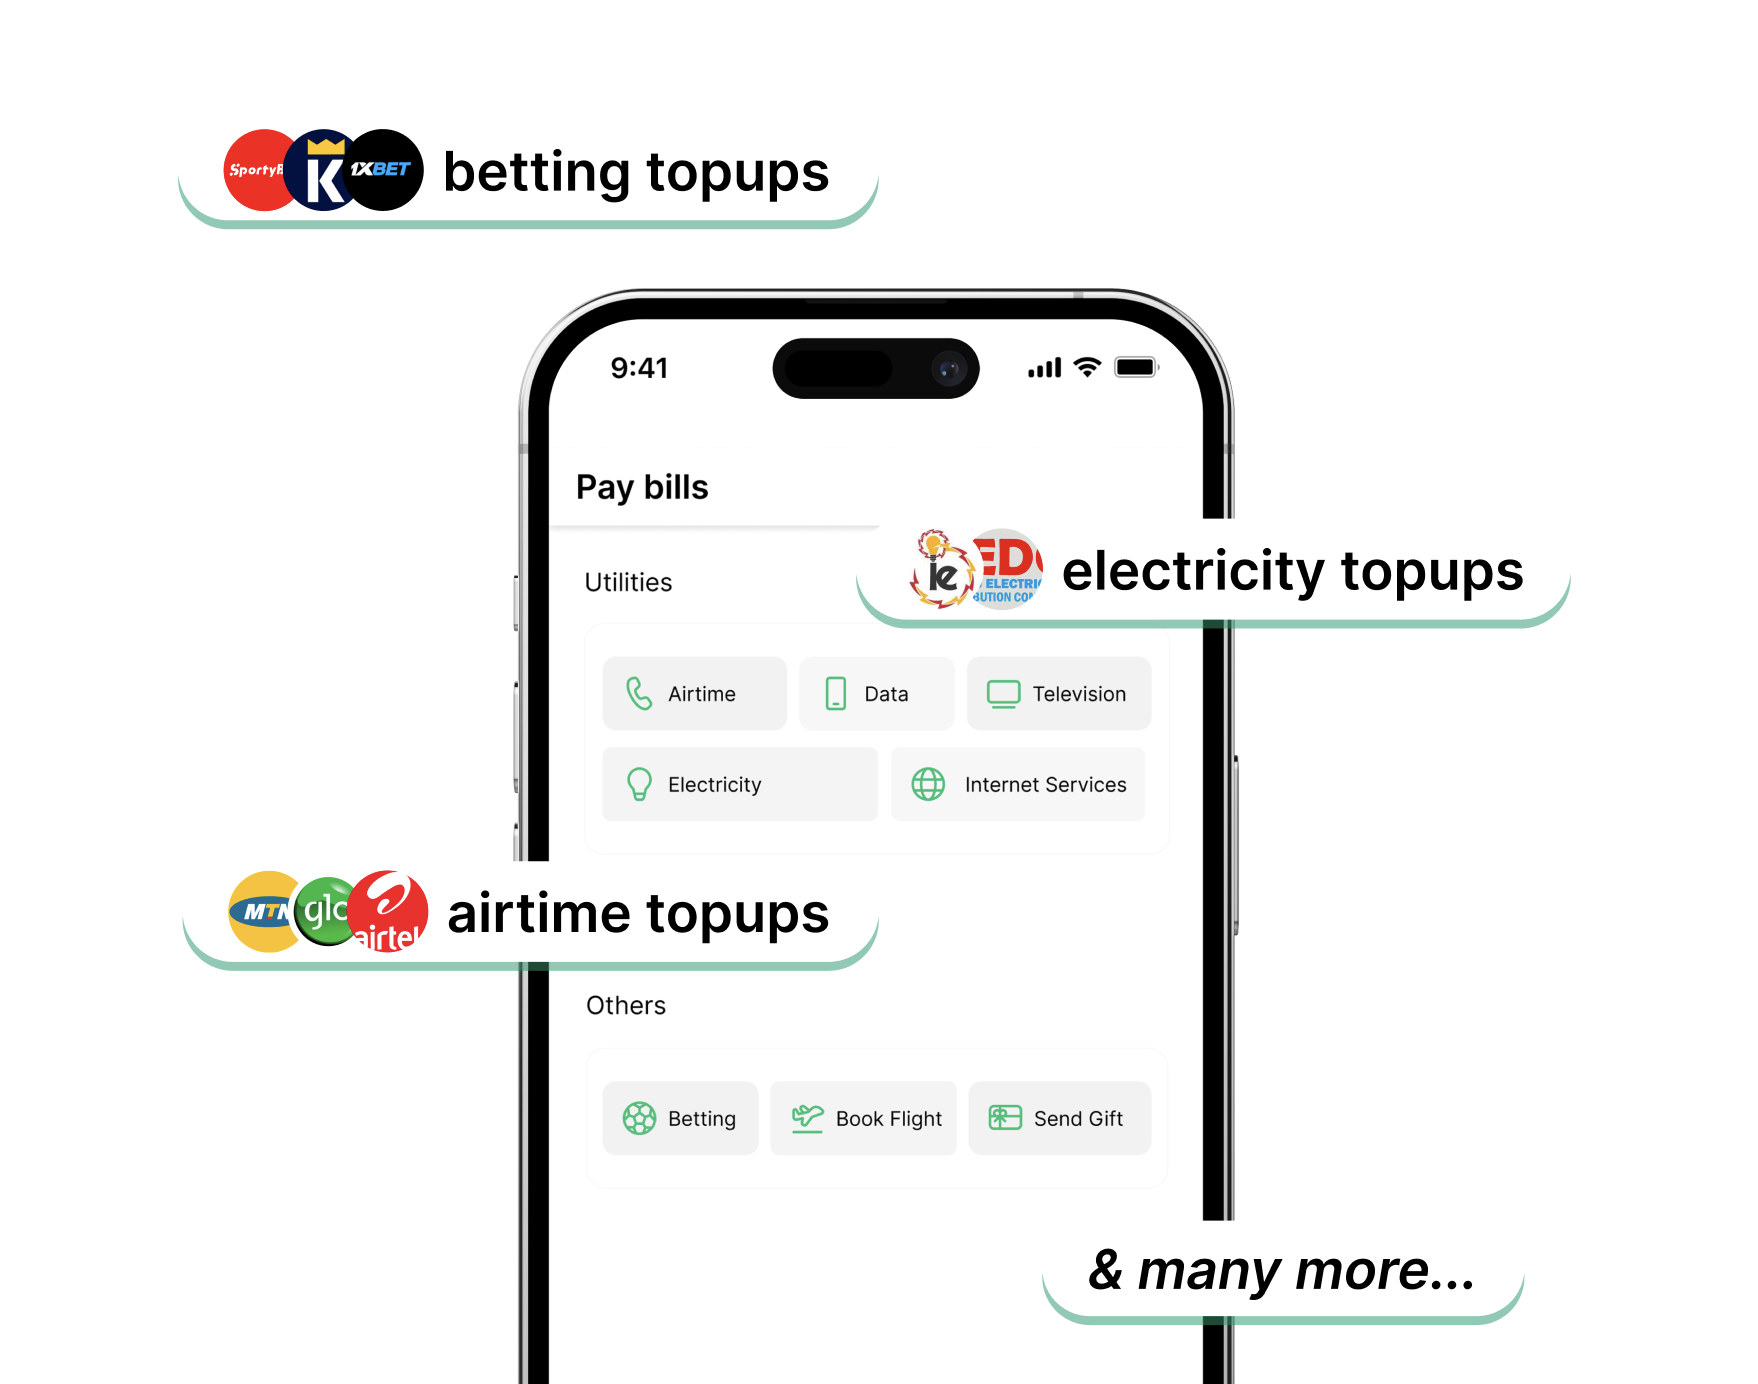 SportyB
K
1XBET
betting topups
9:41
Pay bills
ie
EDC
ELECTRI
BUTION CON
electricity topups
Utilities
Airtime
Data
Television
Electricity
Internet Services
MTN
glo
airtel
airtime topups
Others
Betting
Book Flight
Send Gift
& many more...